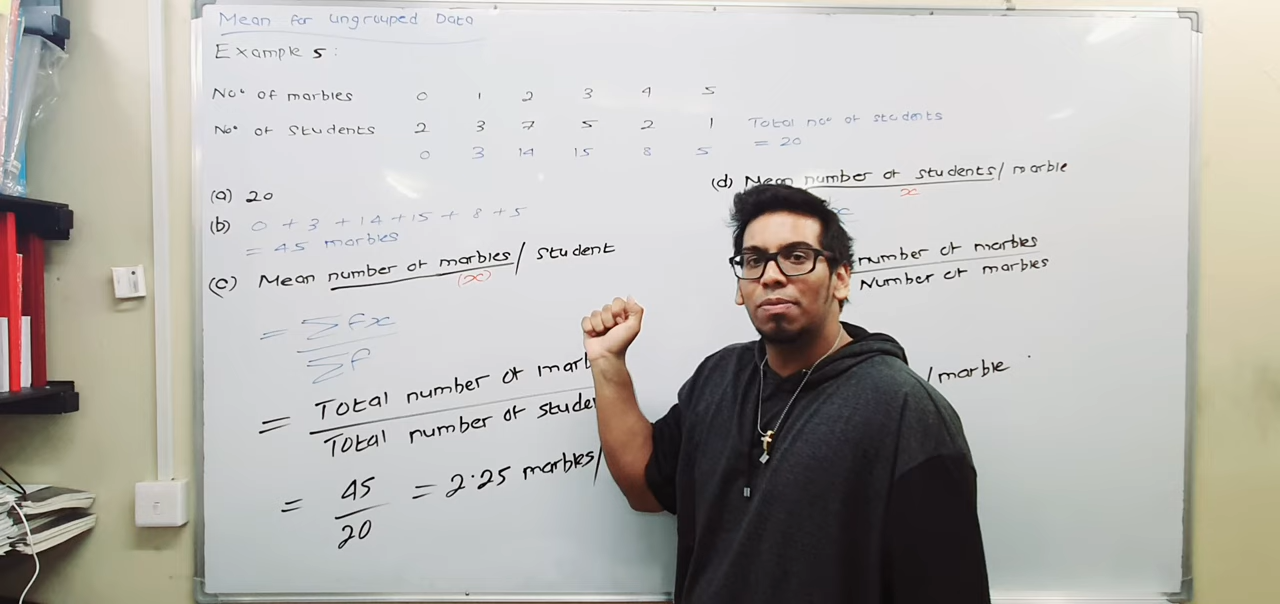 Mean for ungrouped Data
Example 5:
No. of marbles 0 1 2 3 4 5
No. of Students 2 3 7 5 2 1
0 3 14 15 8 5
Total no. of students
= 20
(a) 20
(b) 0 + 3 + 14 + 15 + 8 + 5
= 45 marbles
(c) Mean number of marbles / Student
(x)
= Σfx
Σf
= Total number of marb
Total number of stude
= 45
20
= 2.25 marbles/
(d) Mean number of students / marble
x
number of marbles
Number of marbles
/marble